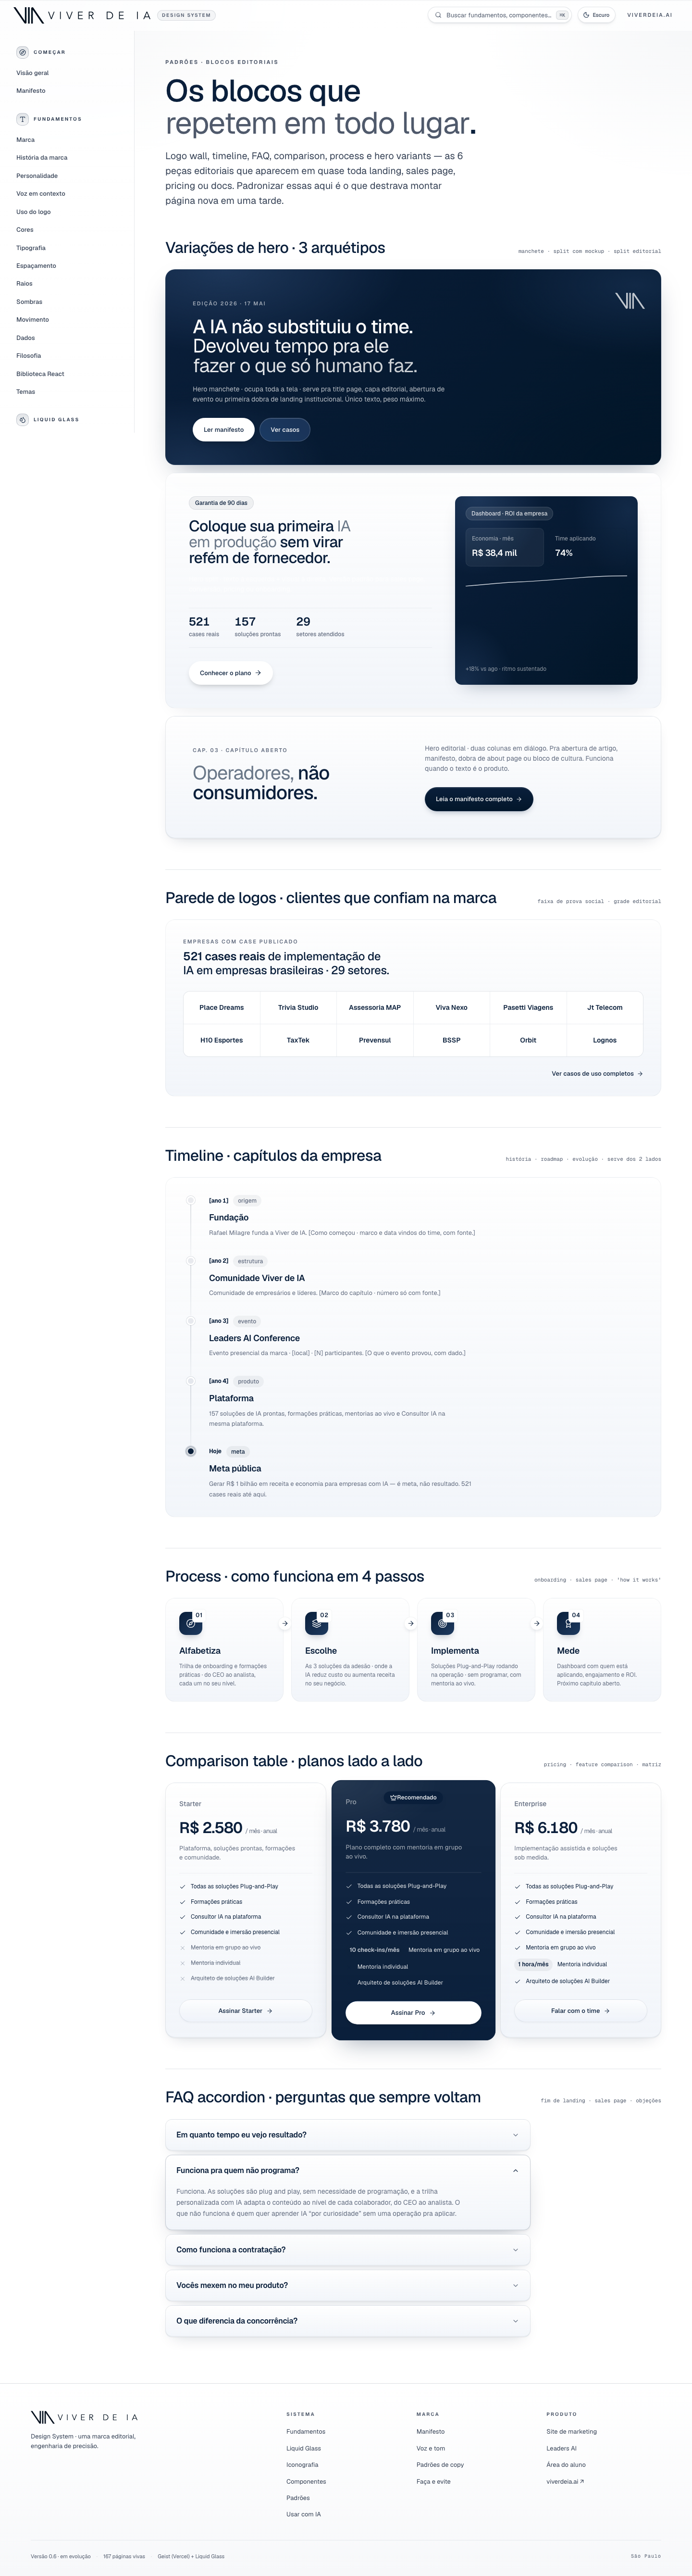 VIVER DE IA
DESIGN SYSTEM
Buscar fundamentos, componentes…
⌘K
Escuro
VIVERDEIA.AI
COMEÇAR
Visão geral
Manifesto
FUNDAMENTOS
Marca
História da marca
Personalidade
Voz em contexto
Uso do logo
Cores
Tipografia
Espaçamento
Raios
Sombras
Movimento
Dados
Filosofia
Biblioteca React
Temas
LIQUID GLASS
PADRÕES · BLOCOS EDITORIAIS
Os blocos que
repetem em todo lugar.
Logo wall, timeline, FAQ, comparison, process e hero variants — as 6
peças editoriais que aparecem em quase toda landing, sales page,
pricing ou docs. Padronizar essas aqui é o que destrava montar
página nova em uma tarde.
Variações de hero · 3 arquétipos
manchete · split com mockup · split editorial
EDIÇÃO 2026 · 17 MAI
A IA não substituiu o time.
Devolveu tempo pra ele
fazer o que só humano faz.
Hero manchete · ocupa toda a tela · serve pra title page, capa editorial, abertura de
evento ou primeira dobra de landing institucional. Único texto, peso máximo.
Ler manifesto
Ver casos
Garantia de 90 dias
Coloque sua primeira IA
em produção sem virar
refém de fornecedor.
521
cases reais
157
soluções prontas
29
setores atendidos
Conhecer o plano →
Dashboard · ROI da empresa
Economia · mês
R$ 38,4 mil
Time aplicando
74%
+18% vs ago · ritmo sustentado
CAP. 03 · CAPÍTULO ABERTO
Operadores, não
consumidores.
Hero editorial · duas colunas em diálogo. Pra abertura de artigo,
manifesto, dobra de about page ou bloco de cultura. Funciona
quando o texto é o produto.
Leia o manifesto completo →
Parede de logos · clientes que confiam na marca
faixa de prova social · grade editorial
EMPRESAS COM CASE PUBLICADO
521 cases reais de implementação de
IA em empresas brasileiras · 29 setores.
Place Dreams
Trivia Studio
Assessoria MAP
Viva Nexo
Pasetti Viagens
Jt Telecom
H10 Esportes
TaxTek
Prevensul
BSSP
Orbit
Lognos
Ver casos de uso completos →
Timeline · capítulos da empresa
história · roadmap · evolução · serve dos 2 lados
[ano 1] origem
Fundação
Rafael Milagre funda a Viver de IA. [Como começou · marco e data vindos do time, com fonte.]
[ano 2] estrutura
Comunidade Viver de IA
Comunidade de empresários e líderes. [Marco do capítulo · número só com fonte.]
[ano 3] evento
Leaders AI Conference
Evento presencial da marca · [local] · [N] participantes. [O que o evento provou, com dado.]
[ano 4] produto
Plataforma
157 soluções de IA prontas, formações práticas, mentorias ao vivo e Consultor IA na
mesma plataforma.
Hoje meta
Meta pública
Gerar R$ 1 bilhão em receita e economia para empresas com IA — é meta, não resultado. 521
cases reais até aqui.
Process · como funciona em 4 passos
onboarding · sales page · 'how it works'
01
Alfabetiza
Trilha de onboarding e formações
práticas · do CEO ao analista,
cada um no seu nível.
02
Escolhe
As 3 soluções da adesão · onde a
IA reduz custo ou aumenta receita
no seu negócio.
03
Implementa
Soluções Plug-and-Play rodando
na operação · sem programar, com
mentoria ao vivo.
04
Mede
Dashboard com quem está
aplicando, engajamento e ROI.
Próximo capítulo aberto.
Comparison table · planos lado a lado
pricing · feature comparison · matriz
Starter
R$ 2.580 / mês· anual
Plataforma, soluções prontas, formações
e comunidade.
Todas as soluções Plug-and-Play
Formações práticas
Consultor IA na plataforma
Comunidade e imersão presencial
Mentoria em grupo ao vivo
Mentoria individual
Arquiteto de soluções AI Builder
Assinar Starter →
Recomendado
Pro
R$ 3.780 / mês· anual
Plano completo com mentoria em grupo
ao vivo.
Todas as soluções Plug-and-Play
Formações práticas
Consultor IA na plataforma
Comunidade e imersão presencial
10 check-ins/mês Mentoria em grupo ao vivo
Mentoria individual
Arquiteto de soluções AI Builder
Assinar Pro →
Enterprise
R$ 6.180 / mês· anual
Implementação assistida e soluções
sob medida.
Todas as soluções Plug-and-Play
Formações práticas
Consultor IA na plataforma
Comunidade e imersão presencial
Mentoria em grupo ao vivo
1 hora/mês Mentoria individual
Arquiteto de soluções AI Builder
Falar com o time →
FAQ accordion · perguntas que sempre voltam
fim de landing · sales page · objeções
Em quanto tempo eu vejo resultado?
Funciona pra quem não programa?
Funciona. As soluções são plug and play, sem necessidade de programação, e a trilha
personalizada com IA adapta o conteúdo ao nível de cada colaborador, do CEO ao analista. O
que não funciona é quem quer aprender IA "por curiosidade" sem uma operação pra aplicar.
Como funciona a contratação?
Vocês mexem no meu produto?
O que diferencia da concorrência?
VIVER DE IA
Design System · uma marca editorial,
engenharia de precisão.
SISTEMA
Fundamentos
Liquid Glass
Iconografia
Componentes
Padrões
Usar com IA
MARCA
Manifesto
Voz e tom
Padrões de copy
Faça e evite
PRODUTO
Site de marketing
Leaders AI
Área do aluno
viverdeia.ai ↗
Versão 0.6 · em evolução · 167 páginas vivas · Geist (Vercel) + Liquid Glass
São Paulo